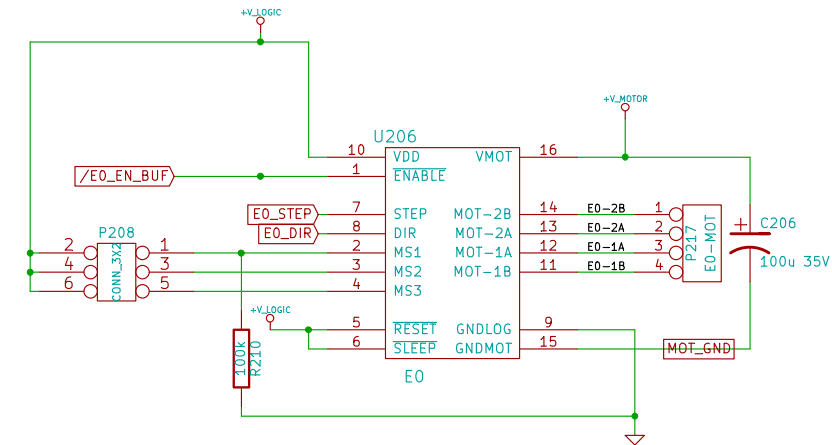 +V_LOGIC
+V_MOTOR
U206
10 VDD VMOT 16
/E0_EN_BUF 1 ENABLE
E0_STEP 7 STEP MOT-2B 14 E0-2B 1
E0_DIR 8 DIR MOT-2A 13 E0-2A 2
P208
2 1 2 MS1 MOT-1A 12 E0-1A 3
4 3 3 MS2 MOT-1B 11 E0-1B 4
6 5 4 MS3
CONN_3X2
P217
E0-MOT
+ C206
100u 35V
+V_LOGIC
5 RESET GNDLOG 9
6 SLEEP GNDMOT 15 MOT_GND
100k
R210
E0